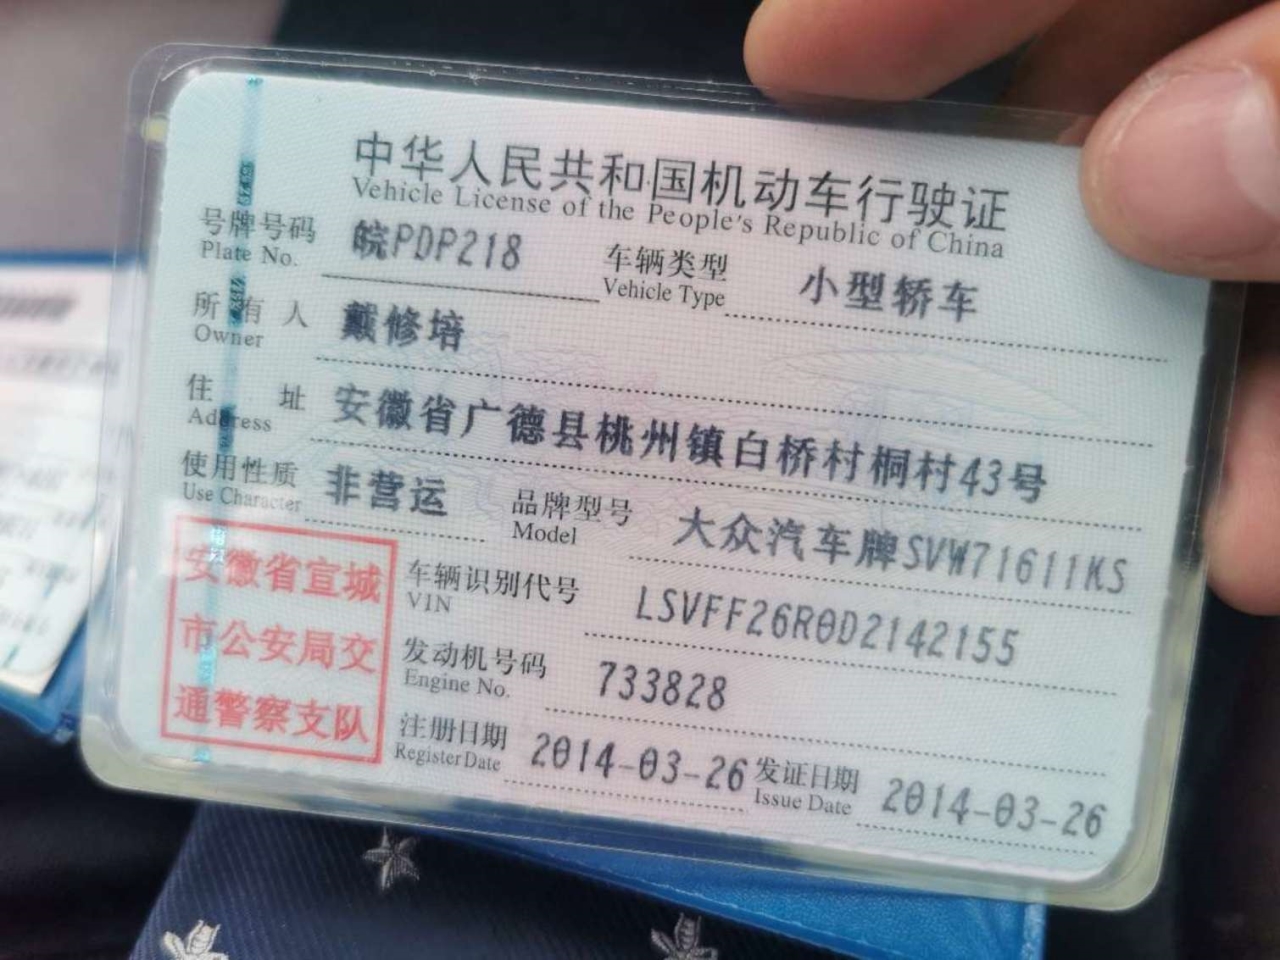 中华人民共和国机动车行驶证
Vehicle License of the People's Republic of China
号牌号码 皖PDP218 车辆类型 小型轿车
Plate No. Vehicle Type
所有人 戴修培
Owner
住址 安徽省广德县桃州镇白桥村桐村43号
Address
使用性质 非营运 品牌型号 大众汽车牌SVW71611KS
Use Character Model
安徽省宣城
市公安局交
通警察支队
车辆识别代号 LSVFF26R0D2142155
VIN
发动机号码 733828
Engine No.
注册日期 2014-03-26 发证日期 2014-03-26
Register Date Issue Date